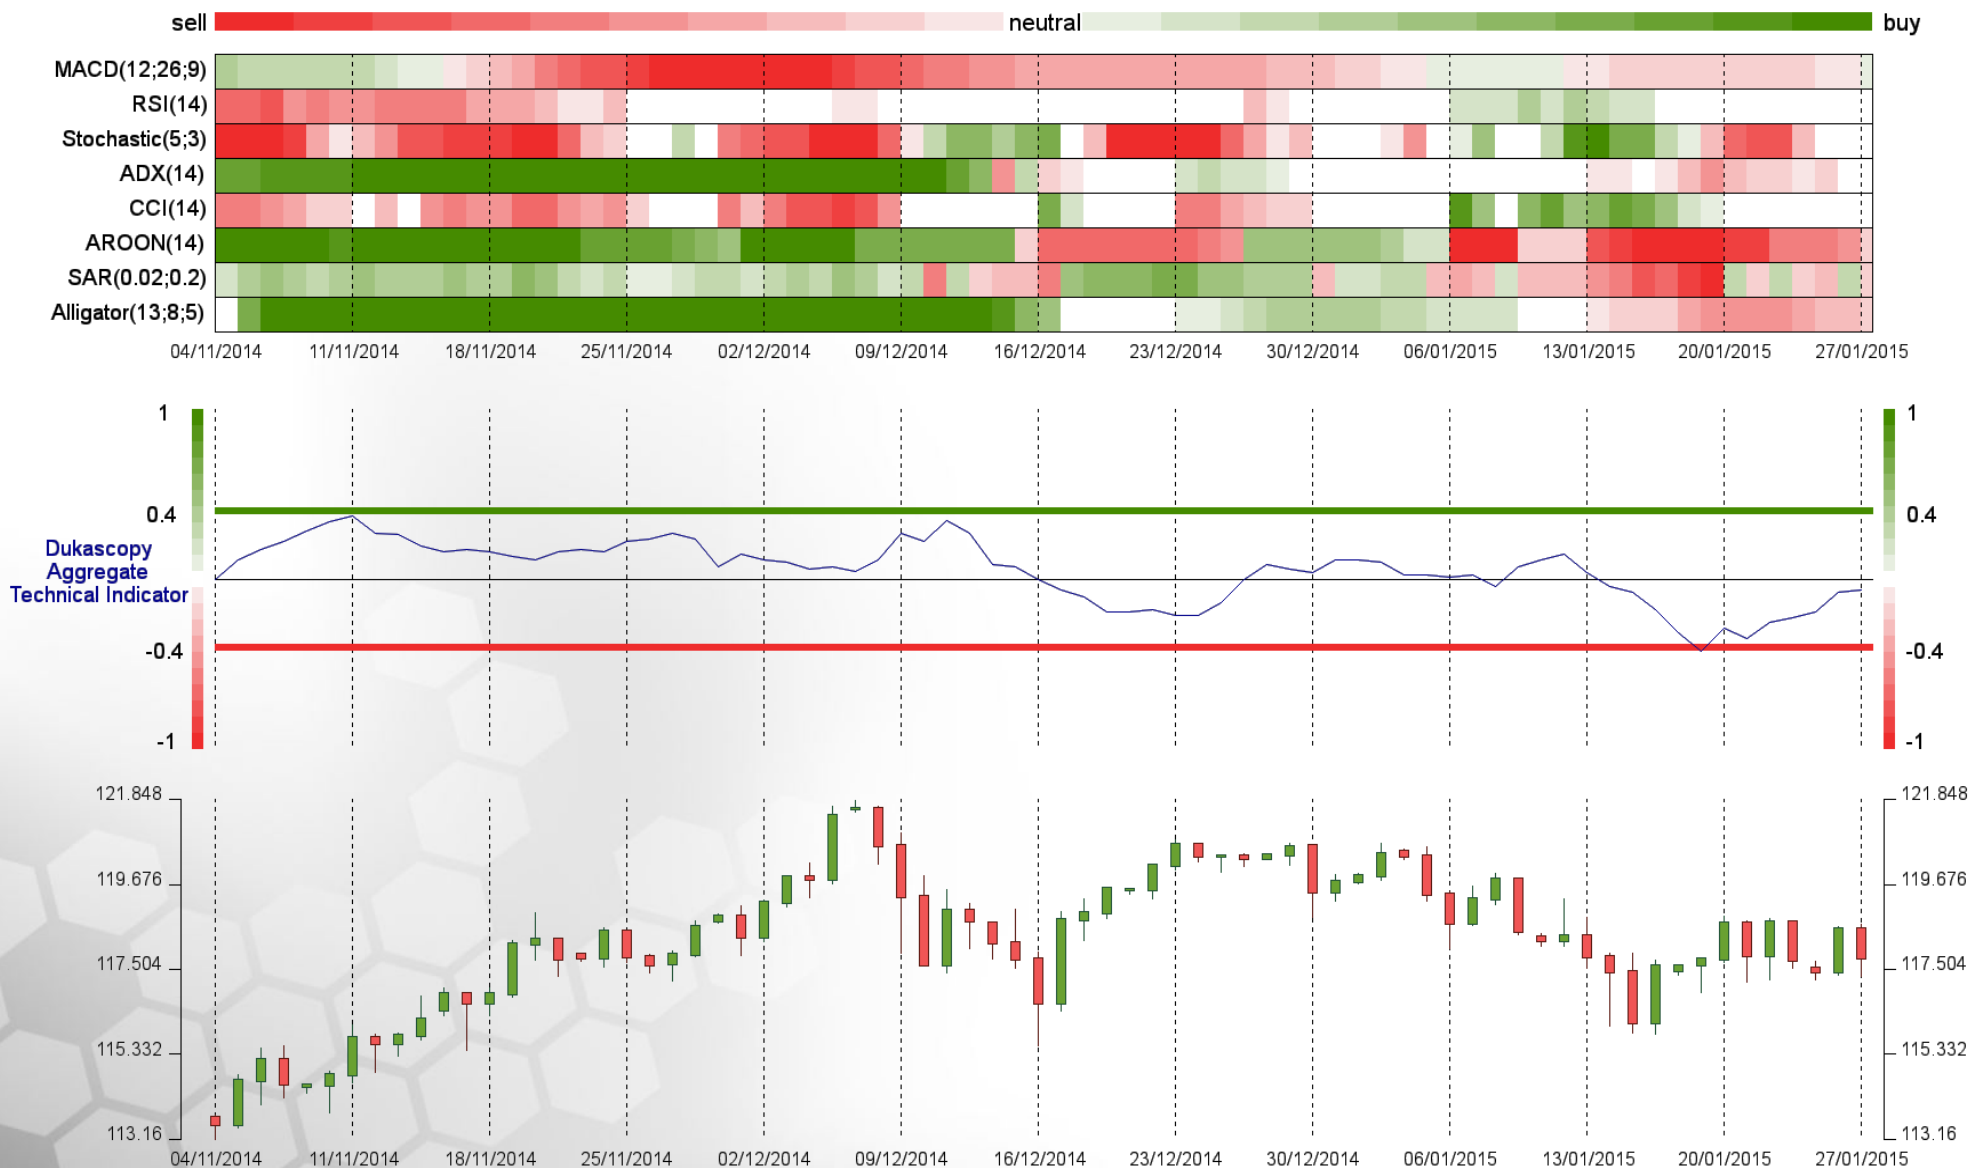 sell neutral buy
MACD(12;26;9)
RSI(14)
Stochastic(5;3)
ADX(14)
CCI(14)
AROON(14)
SAR(0.02;0.2)
Alligator(13;8;5)
04/11/2014 11/11/2014 18/11/2014 25/11/2014 02/12/2014 09/12/2014 16/12/2014 23/12/2014 30/12/2014 06/01/2015 13/01/2015 20/01/2015 27/01/2015
1 1
0.4 0.4
Dukascopy
Aggregate
Technical Indicator
-0.4 -0.4
-1 -1
121.848 121.848
119.676 119.676
117.504 117.504
115.332 115.332
113.16 113.16
04/11/2014 11/11/2014 18/11/2014 25/11/2014 02/12/2014 09/12/2014 16/12/2014 23/12/2014 30/12/2014 06/01/2015 13/01/2015 20/01/2015 27/01/2015